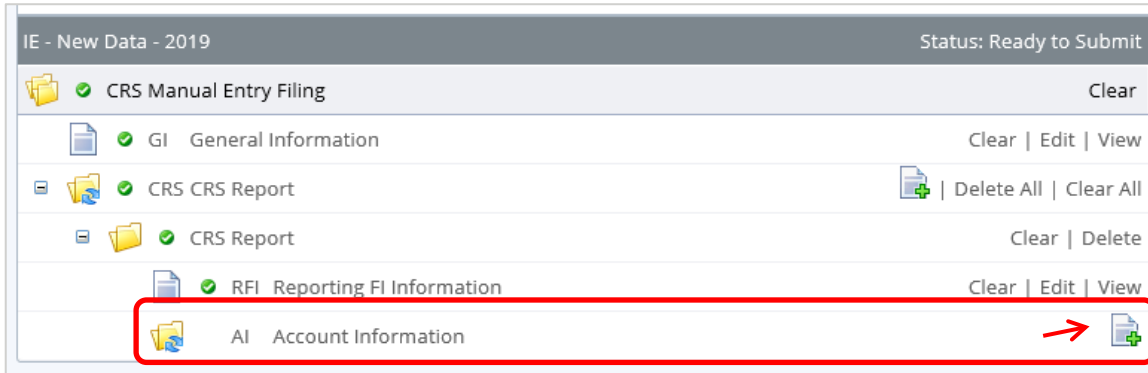 IE - New Data - 2019 Status: Ready to Submit
CRS Manual Entry Filing Clear
GI General Information Clear | Edit | View
CRS CRS Report | Delete All | Clear All
CRS Report Clear | Delete
RFI Reporting FI Information Clear | Edit | View
AI Account Information